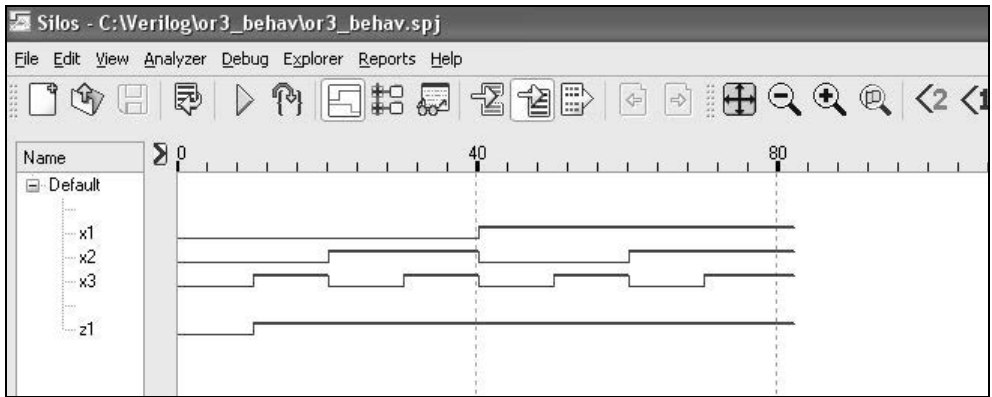 Silos - C:\Verilog\or3_behav\or3_behav.spj
File Edit View Analyzer Debug Explorer Reports Help
<2 <1
Name 0 40 80
Default
x1
x2
x3
z1